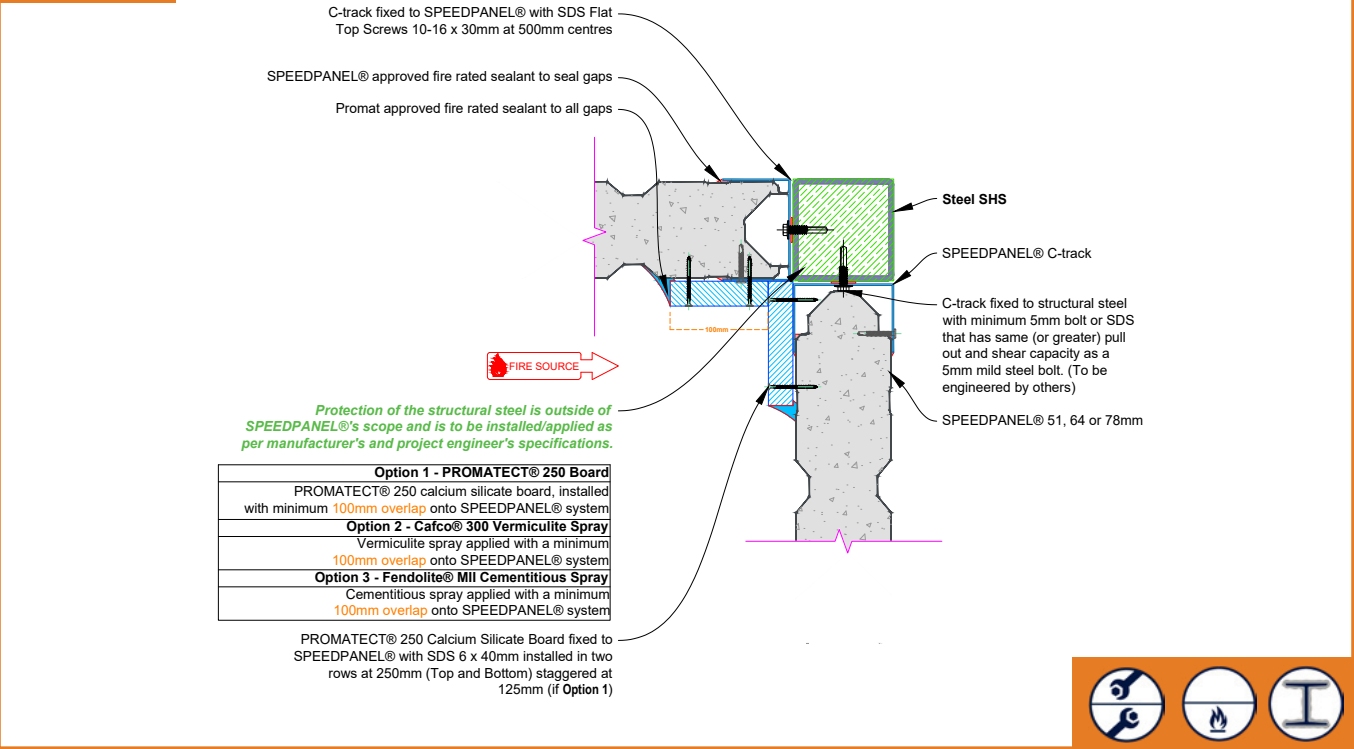 C-track fixed to SPEEDPANEL® with SDS Flat
Top Screws 10-16 x 30mm at 500mm centres
SPEEDPANEL® approved fire rated sealant to seal gaps
Promat approved fire rated sealant to all gaps
Steel SHS
SPEEDPANEL® C-track
C-track fixed to structural steel
with minimum 5mm bolt or SDS
that has same (or greater) pull
out and shear capacity as a
5mm mild steel bolt. (To be
engineered by others)
SPEEDPANEL® 51, 64 or 78mm
100mm
FIRE SOURCE
Protection of the structural steel is outside of
SPEEDPANEL®'s scope and is to be installed/applied as
per manufacturer's and project engineer's specifications.
Option 1 - PROMATECT® 250 Board
PROMATECT® 250 calcium silicate board, installed
with minimum 100mm overlap onto SPEEDPANEL® system
Option 2 - Cafco® 300 Vermiculite Spray
Vermiculite spray applied with a minimum
100mm overlap onto SPEEDPANEL® system
Option 3 - Fendolite® MII Cementitious Spray
Cementitious spray applied with a minimum
100mm overlap onto SPEEDPANEL® system
PROMATECT® 250 Calcium Silicate Board fixed to
SPEEDPANEL® with SDS 6 x 40mm installed in two
rows at 250mm (Top and Bottom) staggered at
125mm (if Option 1)